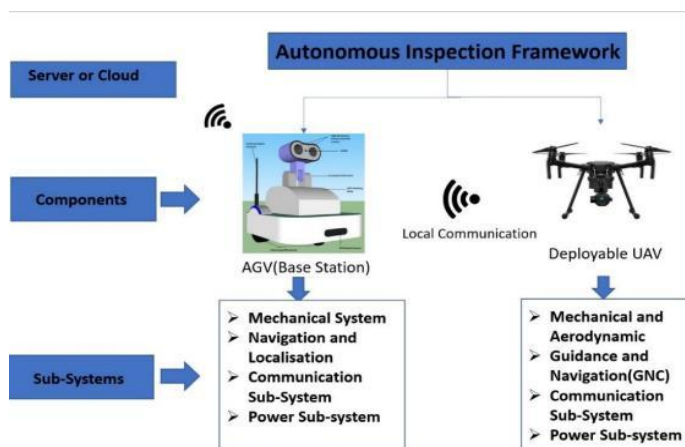 Autonomous Inspection Framework
Server or Cloud
Components
Local Communication
AGV(Base Station)
Deployable UAV
Sub-Systems
➢ Mechanical System
➢ Navigation and
Localisation
➢ Communication
Sub-System
➢ Power Sub-system
➢ Mechanical and
Aerodynamic
➢ Guidance and
Navigation(GNC)
➢ Communication
Sub-System
➢ Power Sub-system